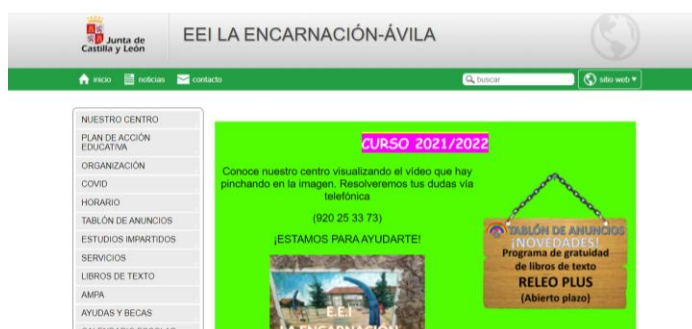 Junta de
Castilla y León
EEI LA ENCARNACIÓN-ÁVILA
inicio
noticias
contacto
buscar
sitio web
NUESTRO CENTRO
PLAN DE ACCIÓN
EDUCATIVA
ORGANIZACIÓN
COVID
HORARIO
TABLÓN DE ANUNCIOS
ESTUDIOS IMPARTIDOS
SERVICIOS
LIBROS DE TEXTO
AMPA
AYUDAS Y BECAS
CALENDARIO ESCOLAR
CURSO 2021/2022
Conoce nuestro centro visualizando el vídeo que hay
pinchando en la imagen. Resolveremos tus dudas vía
telefónica
(920 25 33 73)
¡ESTAMOS PARA AYUDARTE!
E.E.I
LA ENCARNACIÓN
TABLÓN DE ANUNCIOS
¡NOVEDADES!
Programa de gratuidad
de libros de texto
RELEO PLUS
(Abierto plazo)